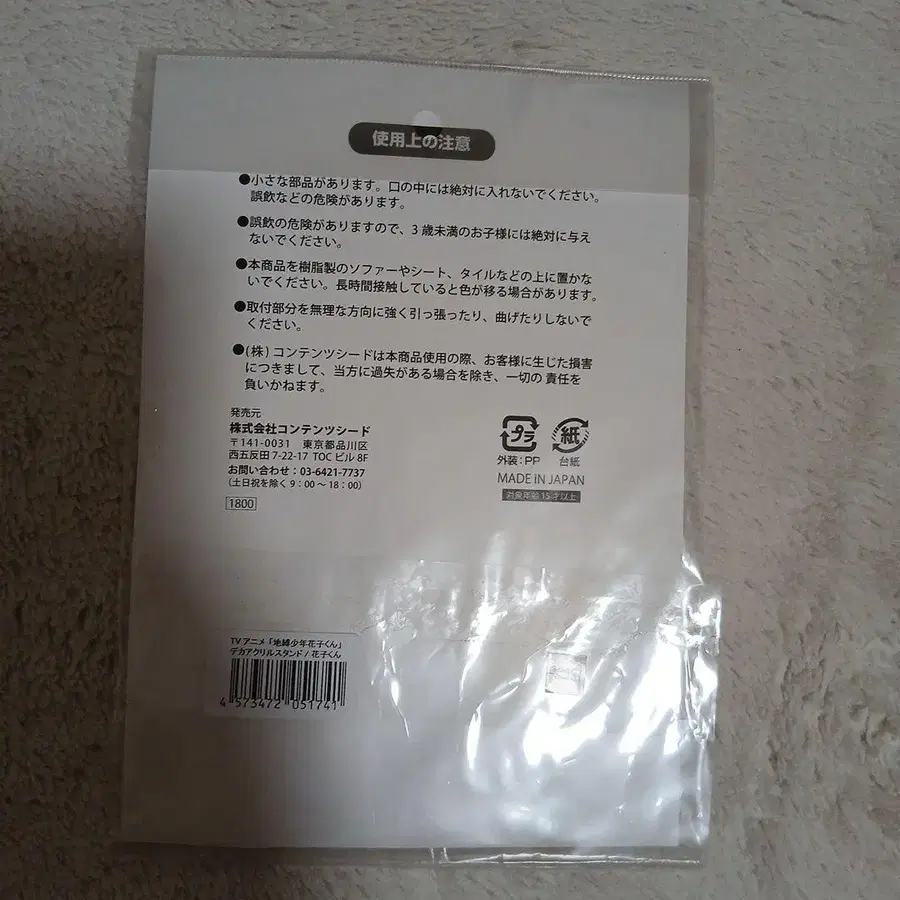 使用上の注意
●小さな部品があります。口の中には絶対に入れないでください。
誤飲などの危険があります。
●誤飲の危険がありますので、3歳未満のお子様には絶対に与え
ないでください。
●本商品を樹脂製のソファーやシート、タイルなどの上に置かな
いでください。長時間接触していると色が移る場合があります。
●取付部分を無理な方向に強く引っ張ったり、曲げたりしないで
ください。
●(株)コンテンツシードは本商品使用の際、お客様に生じた損害
につきまして、当方に過失がある場合を除き、一切の 責任を
負いかねます。
発売元
株式会社コンテンツシード
〒141-0031 東京都品川区
西五反田 7-22-17 TOC ビル 8F
お問い合わせ：03-6421-7737
(土日祝を除く 9：00～18：00)
1800
プラ
紙
外装：PP
台紙
MADE IN JAPAN
対象年齢 15 才以上
TV アニメ「地縛少年花子くん」
デカアクリルスタンド / 花子くん
4 573472 051741